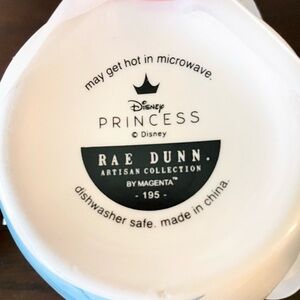 may get hot in microwave.
Disney
PRINCESS
© Disney
RAE DUNN.
ARTISAN COLLECTION
BY MAGENTA™
- 195 -
dishwasher safe. made in china.